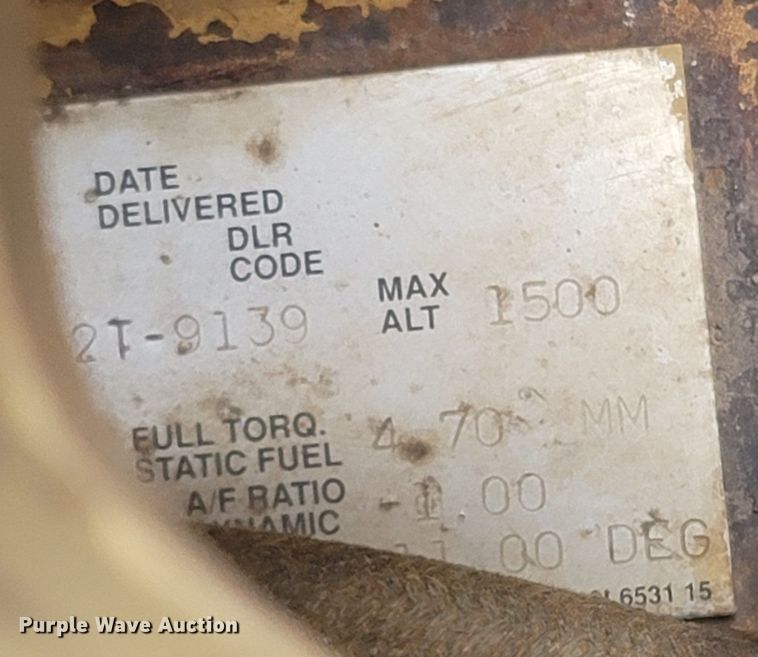 DATE
DELIVERED
DLR
CODE
2T-9139
MAX
ALT 1500
FULL TORQ.
STATIC FUEL 4.70 MM
A/F RATIO -1.00
11.00 DEG
6531 15
Purple Wave Auction